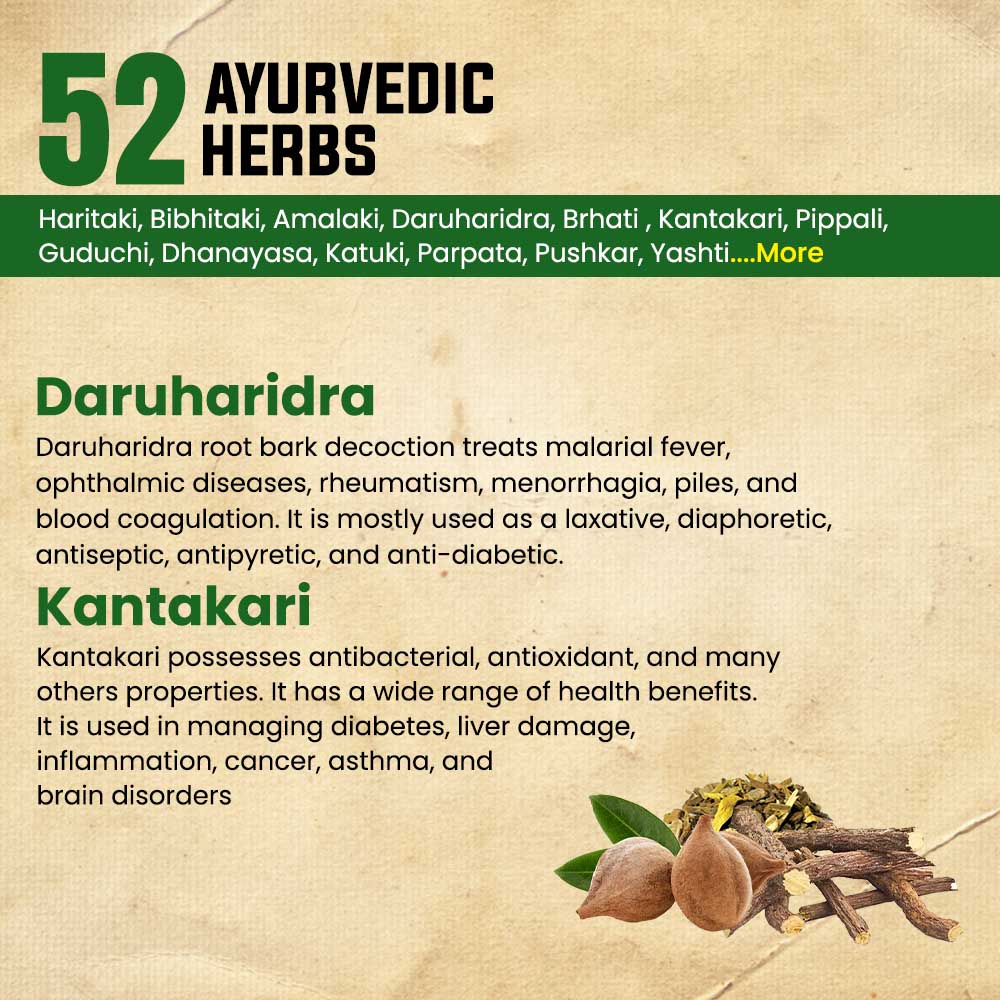 52 AYURVEDIC
HERBS
Haritaki, Bibhitaki, Amalaki, Daruharidra, Brhati , Kantakari, Pippali,
Guduchi, Dhanayasa, Katuki, Parpata, Pushkar, Yashti....More
Daruharidra
Daruharidra root bark decoction treats malarial fever,
ophthalmic diseases, rheumatism, menorrhagia, piles, and
blood coagulation. It is mostly used as a laxative, diaphoretic,
antiseptic, antipyretic, and anti-diabetic.
Kantakari
Kantakari possesses antibacterial, antioxidant, and many
others properties. It has a wide range of health benefits.
It is used in managing diabetes, liver damage,
inflammation, cancer, asthma, and
brain disorders